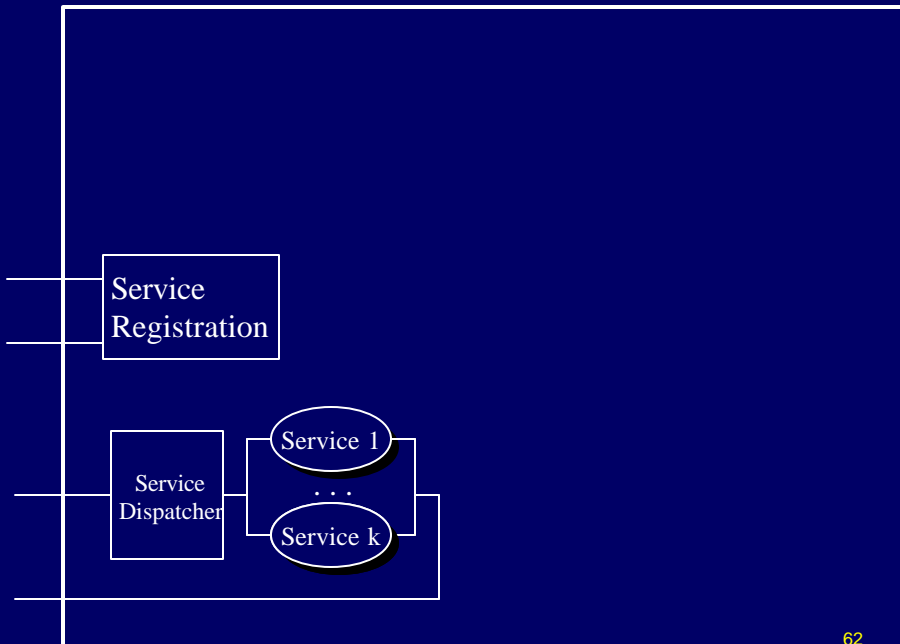 Service
Registration
Service
Dispatcher
Service 1
. . .
Service k
62